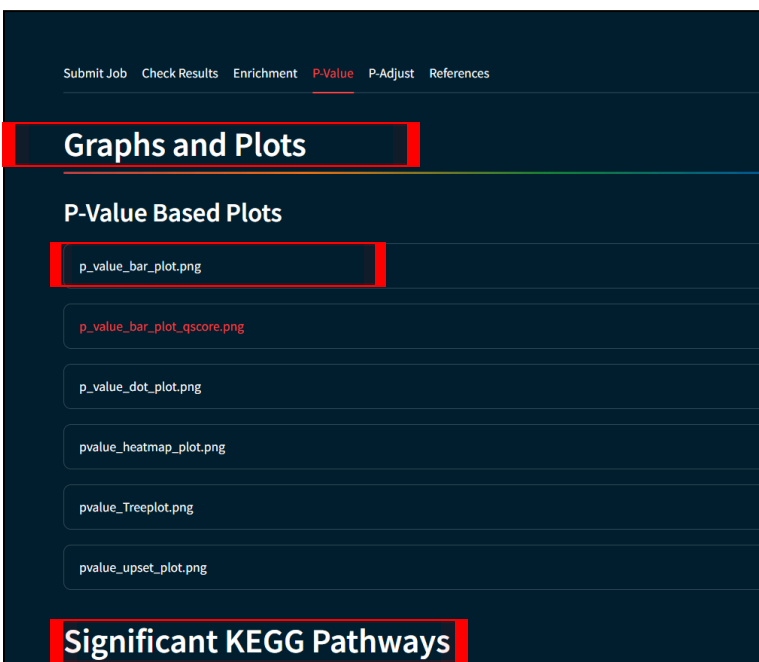 Submit Job Check Results Enrichment P-Value P-Adjust References
Graphs and Plots
P-Value Based Plots
p_value_bar_plot.png
p_value_bar_plot_qscore.png
p_value_dot_plot.png
pvalue_heatmap_plot.png
pvalue_Treeplot.png
pvalue_upset_plot.png
Significant KEGG Pathways